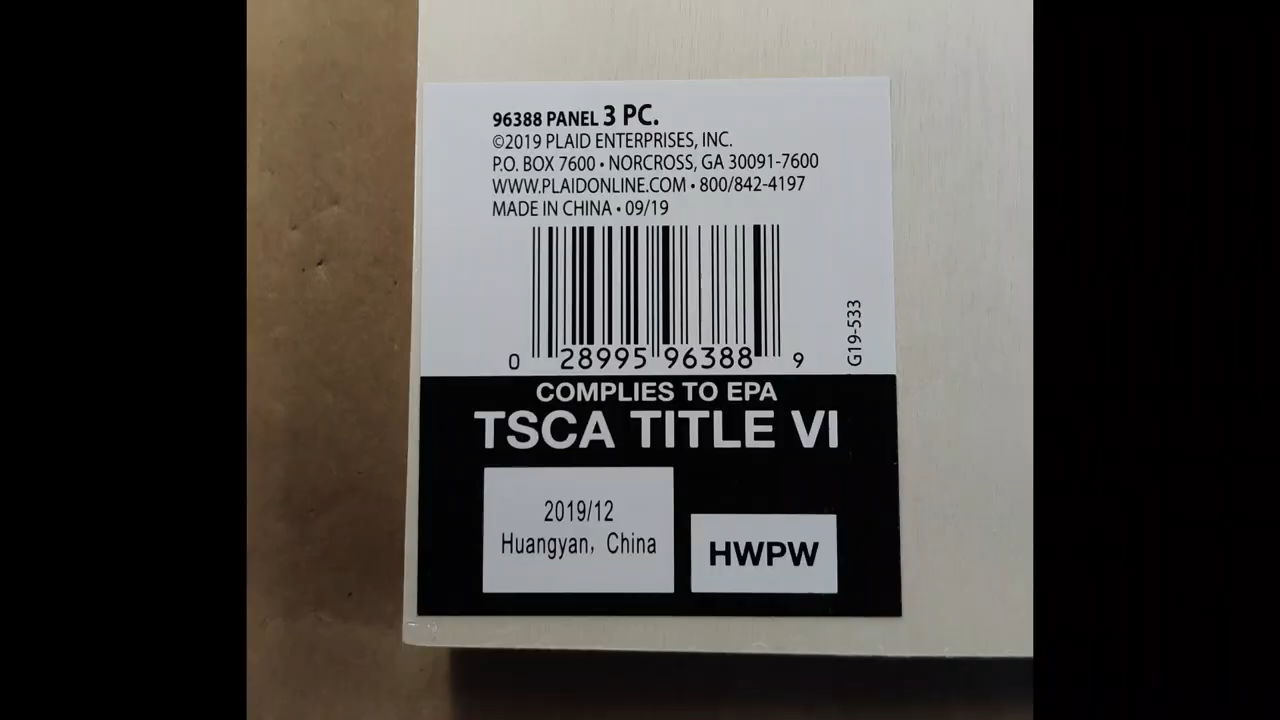 96388 PANEL 3 PC.
©2019 PLAID ENTERPRISES, INC.
P.O. BOX 7600 • NORCROSS, GA 30091-7600
WWW.PLAIDONLINE.COM • 800/842-4197
MADE IN CHINA • 09/19
0 28995 96388 9
G19-533
COMPLIES TO EPA
TSCA TITLE VI
2019/12
Huangyan, China
HWPW